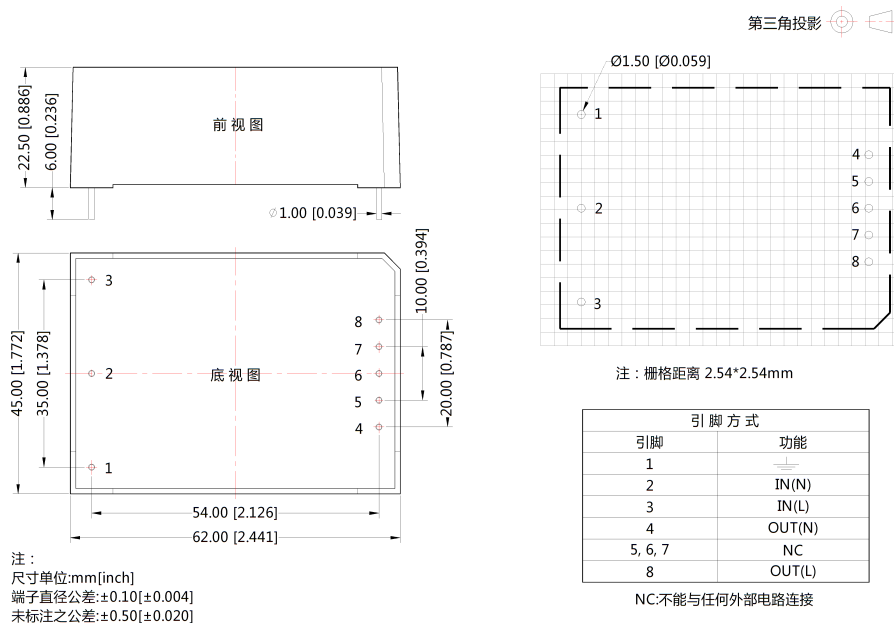 第三角投影
Ø1.50 [Ø0.059]
22.50 [0.886]
6.00 [0.236]
前视图
Ø1.00 [0.039]
1
2
3
4
5
6
7
8
注：栅格距离 2.54*2.54mm
45.00 [1.772]
35.00 [1.378]
3
2
1
底视图
8
7
6
5
4
10.00 [0.394]
20.00 [0.787]
54.00 [2.126]
62.00 [2.441]
引脚方式
引脚 功能
1
2 IN(N)
3 IN(L)
4 OUT(N)
5, 6, 7 NC
8 OUT(L)
NC:不能与任何外部电路连接
注：
尺寸单位:mm[inch]
端子直径公差:±0.10[±0.004]
未标注之公差:±0.50[±0.020]